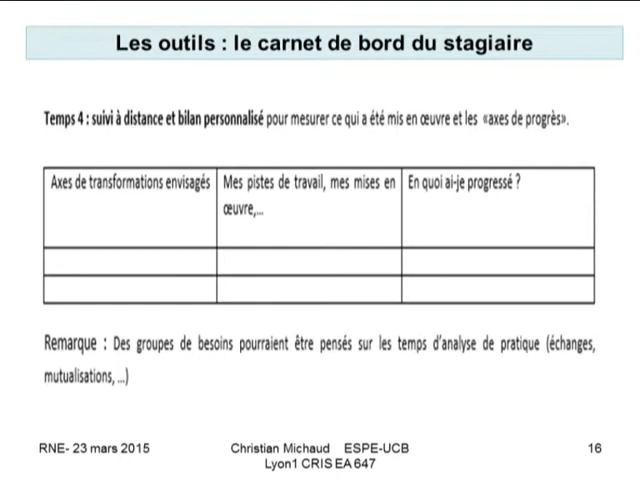 Les outils : le carnet de bord du stagiaire
Temps 4 : suivi à distance et bilan personnalisé pour mesurer ce qui a été mis en œuvre et les «axes de progrès».
Axes de transformations envisagés
Mes pistes de travail, mes mises en
œuvre,...
En quoi ai-je progressé ?
Remarque : Des groupes de besoins pourraient être pensés sur les temps d'analyse de pratique (échanges,
mutualisations, ...)
RNE- 23 mars 2015
Christian Michaud ESPE-UCB
Lyon1 CRIS EA 647
16